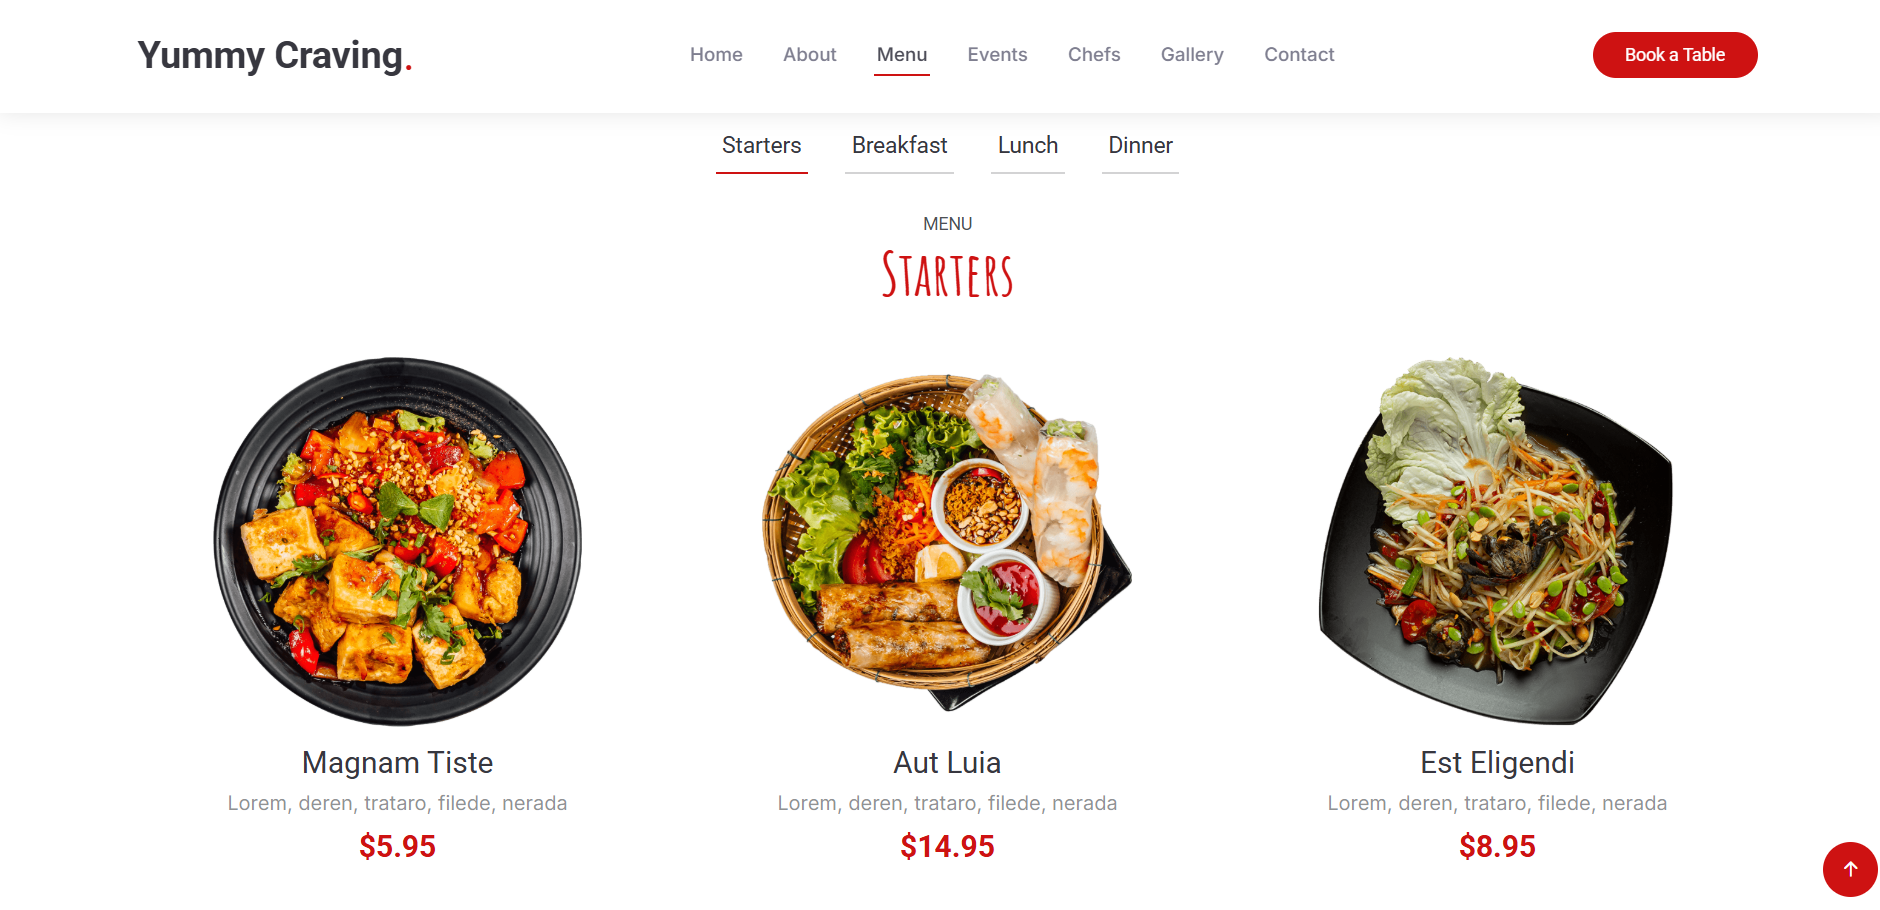 Yummy Craving.
Home About Menu Events Chefs Gallery Contact
Book a Table
Starters Breakfast Lunch Dinner
MENU
STARTERS
Magnam Tiste
Lorem, deren, trataro, filede, nerada
$5.95
Aut Luia
Lorem, deren, trataro, filede, nerada
$14.95
Est Eligendi
Lorem, deren, trataro, filede, nerada
$8.95